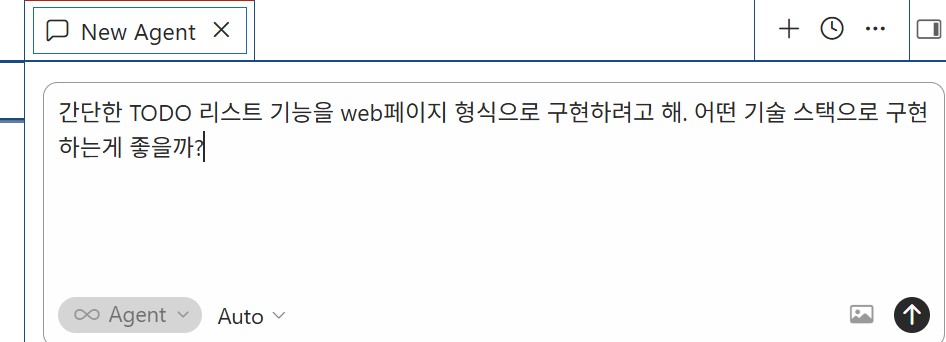 New Agent
간단한 TODO 리스트 기능을 web페이지 형식으로 구현하려고 해. 어떤 기술 스택으로 구현
하는게 좋을까?
Agent
Auto